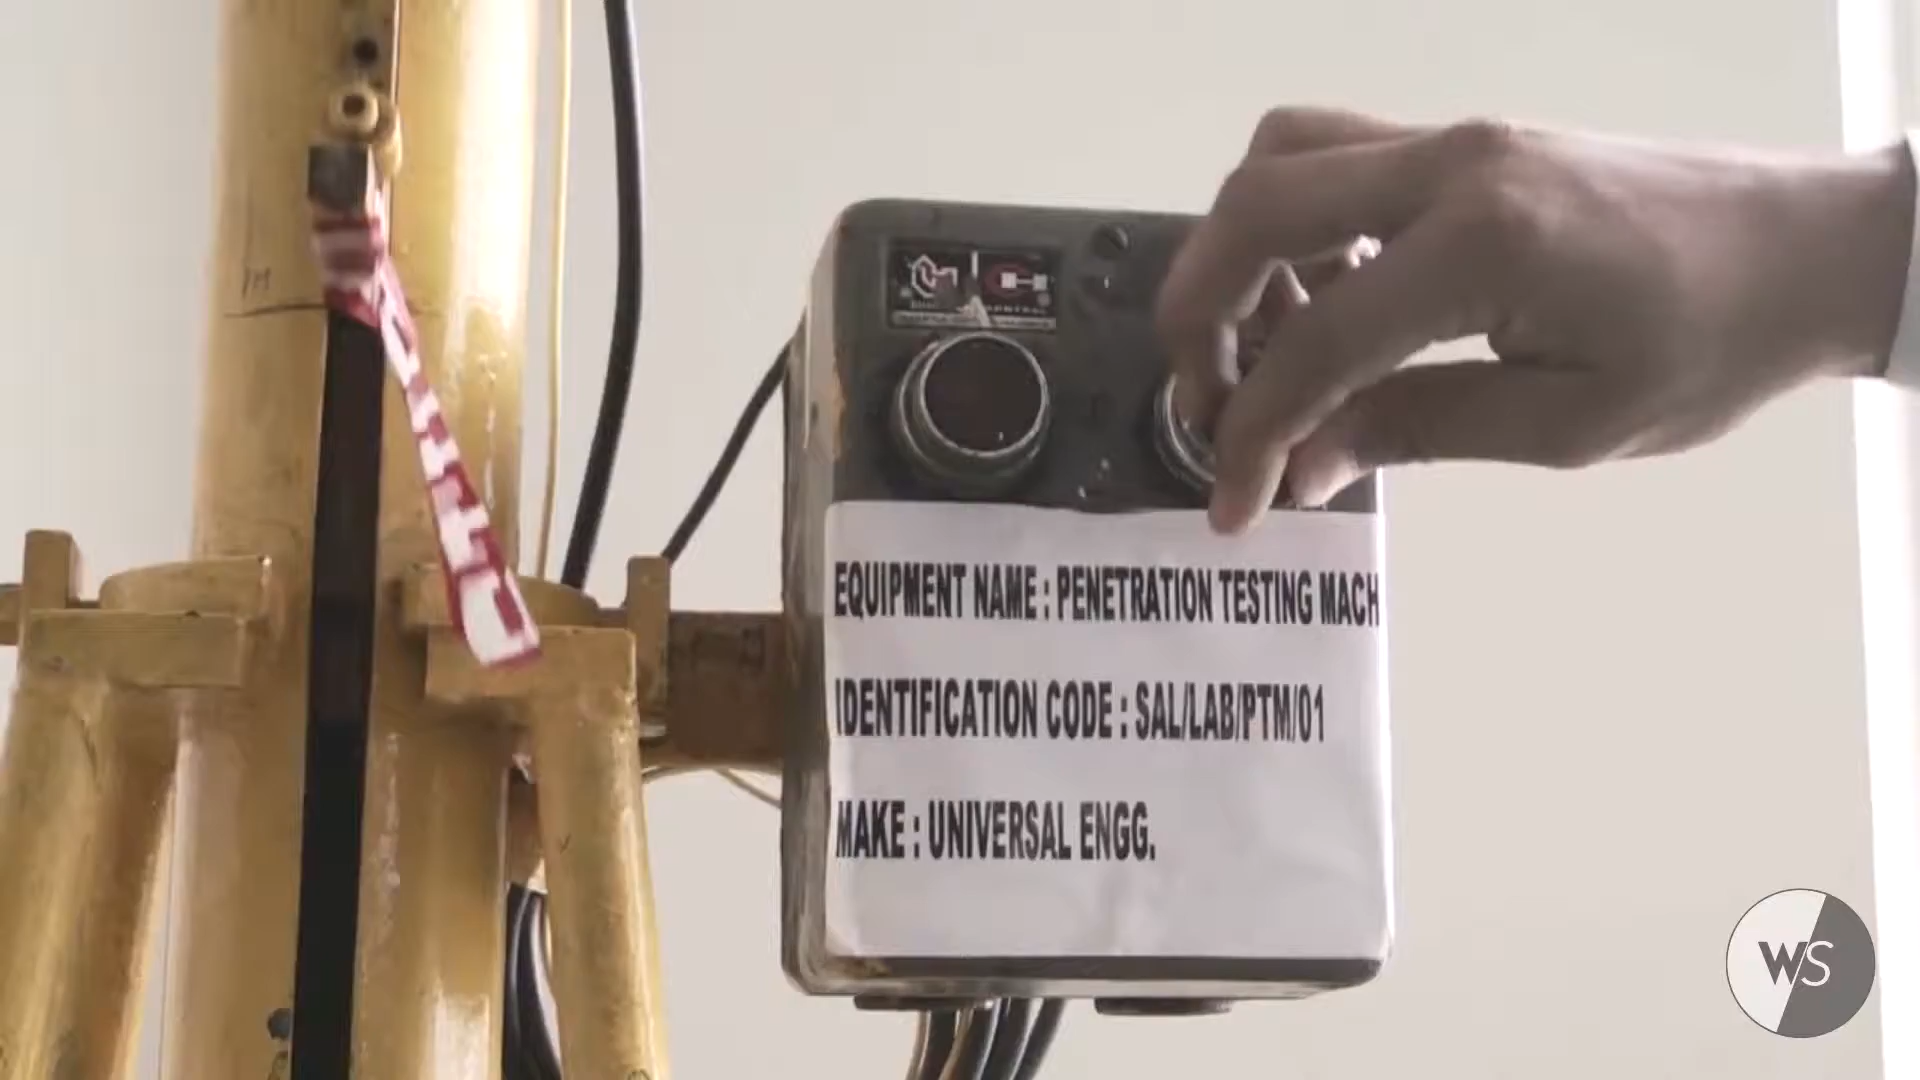 EQUIPMENT NAME : PENETRATION TESTING MACH
IDENTIFICATION CODE : SAL/LAB/PTM/01
MAKE : UNIVERSAL ENGG.
WS